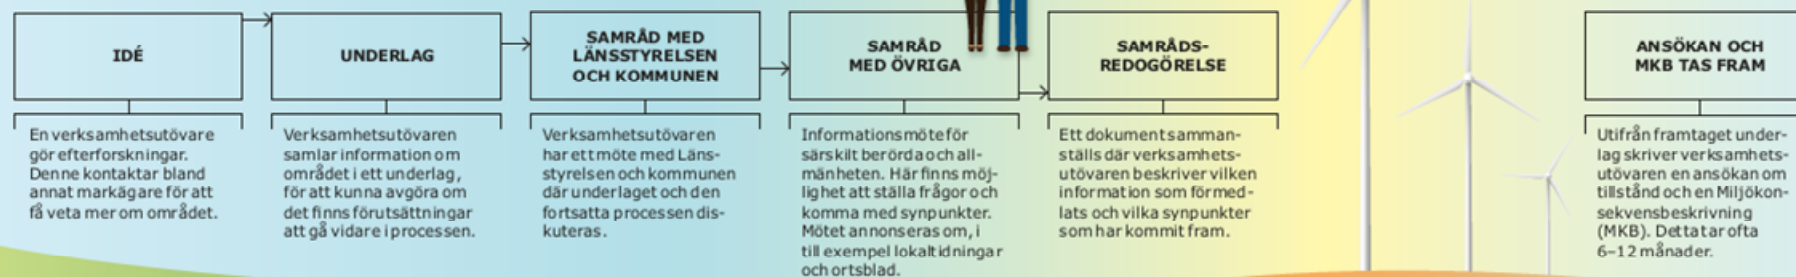 IDÉ
En verksamhetsutövare
gör efterforskningar.
Denne kontaktar bland
annat markägare för att
få veta mer om området.
UNDERLAG
Verksamhetsutövaren
samlar information om
området i ett underlag,
för att kunna avgöra om
det finns förutsättningar
att gå vidare i processen.
SAMRÅD MED
LÄNSSTYRELSEN
OCH KOMMUNEN
Verksamhetsutövaren
har ett möte med Läns-
styrelsen och kommunen
där underlaget och den
fortsatta processen dis-
kuteras.
SAMRÅD
MED ÖVRIGA
Informationsmöte för
särskilt berörda och all-
mänheten. Här finns möj-
lighet att ställa frågor och
komma med synpunkter.
Mötet annonseras om, i
till exempel lokaltidningar
och ortsblad.
SAMRÅDS-
REDOGÖRELSE
Ett dokument samman-
ställs där verksamhets-
utövaren beskriver vilken
information som förmed-
lats och vilka synpunkter
som har kommit fram.
ANSÖKAN OCH
MKB TAS FRAM
Utifrån framtaget under-
lag skriver verksamhets-
utövaren en ansökan om
tillstånd och en Miljökon-
sekvensbeskrivning
(MKB). Detta tar ofta
6–12 månader.